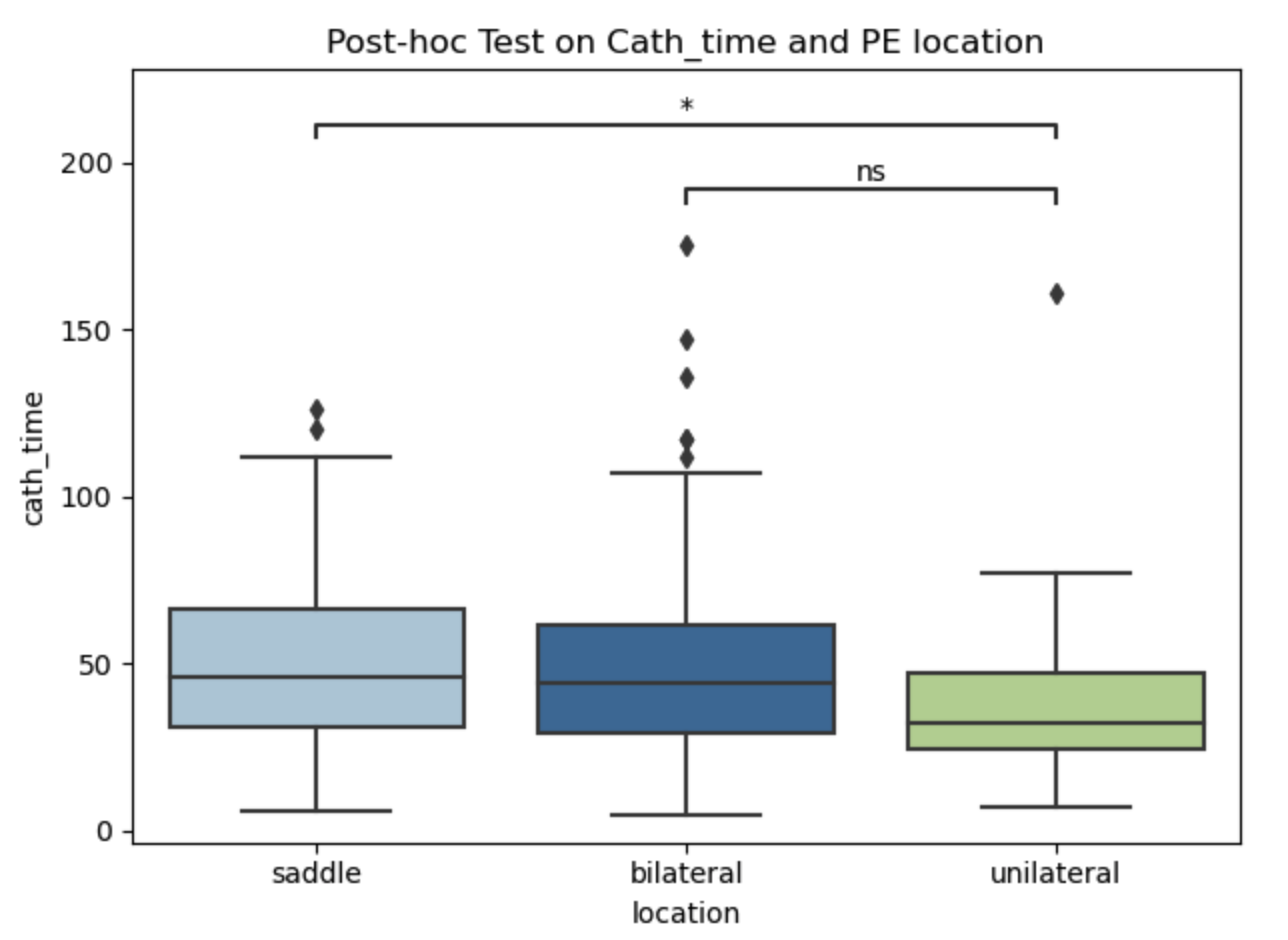 Post-hoc Test on Cath_time and PE location
*
ns
200
150
100
50
0
cath_time
saddle bilateral unilateral
location